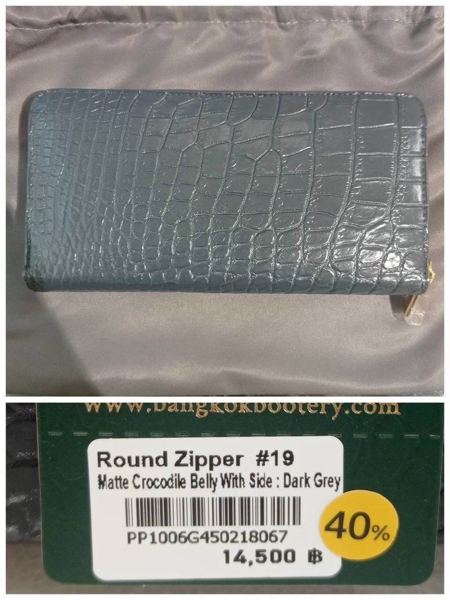 www.bangkokbootery.com
Round Zipper #19
Matte Crocodile Belly With Side : Dark Grey
PP1006G450218067
14,500 ฿
40%